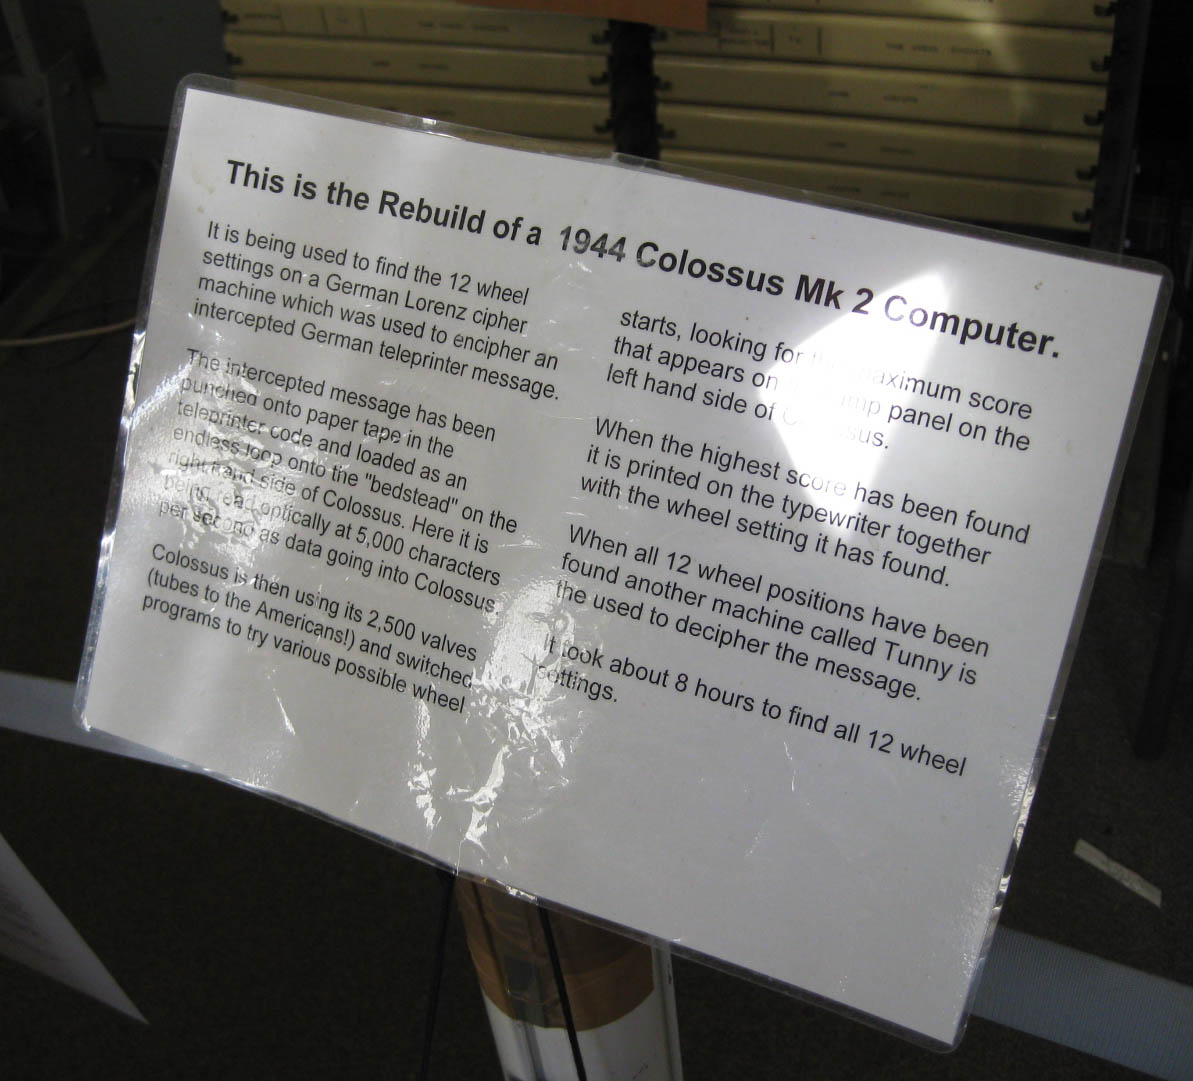 This is the Rebuild of a 1944 Colossus Mk 2 Computer.
It is being used to find the 12 wheel
settings on a German Lorenz cipher
machine which was used to encipher an
intercepted German teleprinter message.
The intercepted message has been
punched onto paper tape in the
teleprinter code and loaded as an
endless loop onto the "bedstead" on the
right hand side of Colossus. Here it is
being read optically at 5,000 characters
per second as data going into Colossus
Colossus is then using its 2,500 valves
(tubes to the Americans!) and switched
programs to try various possible wheel
starts, looking for the maximum score
that appears on lamp panel on the
left hand side of Colossus.
When the highest score has been found
it is printed on the typewriter together
with the wheel setting it has found.
When all 12 wheel positions have been
found another machine called Tunny is
the used to decipher the message.
It took about 8 hours to find all 12 wheel
settings.